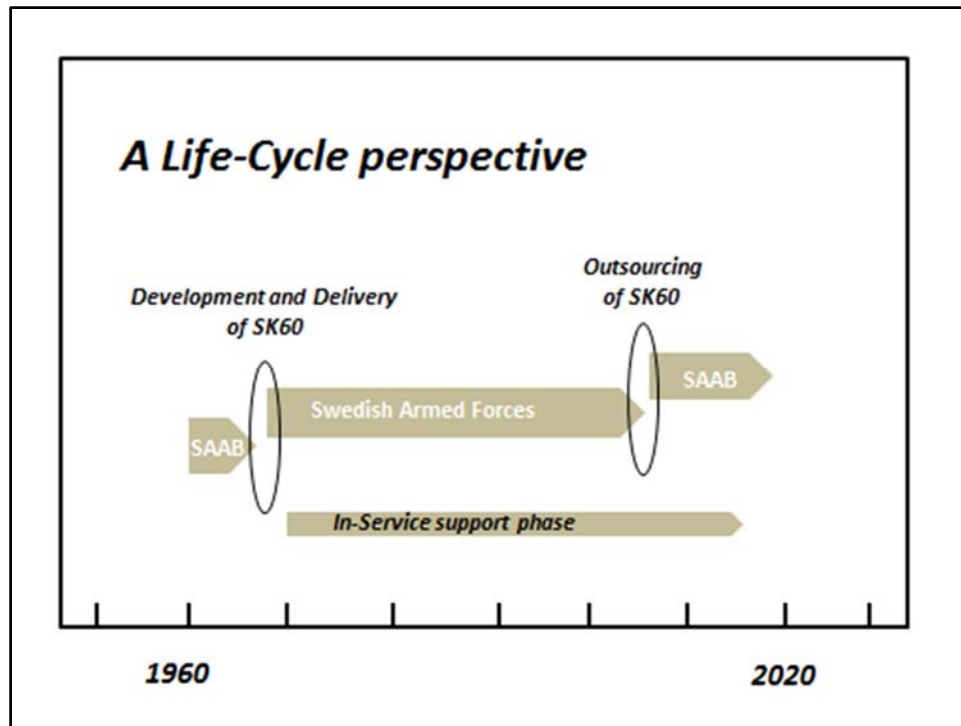 A Life-Cycle perspective
Outsourcing
of SK60
Development and Delivery
of SK60
SAAB
Swedish Armed Forces
SAAB
In-Service support phase
1960
2020